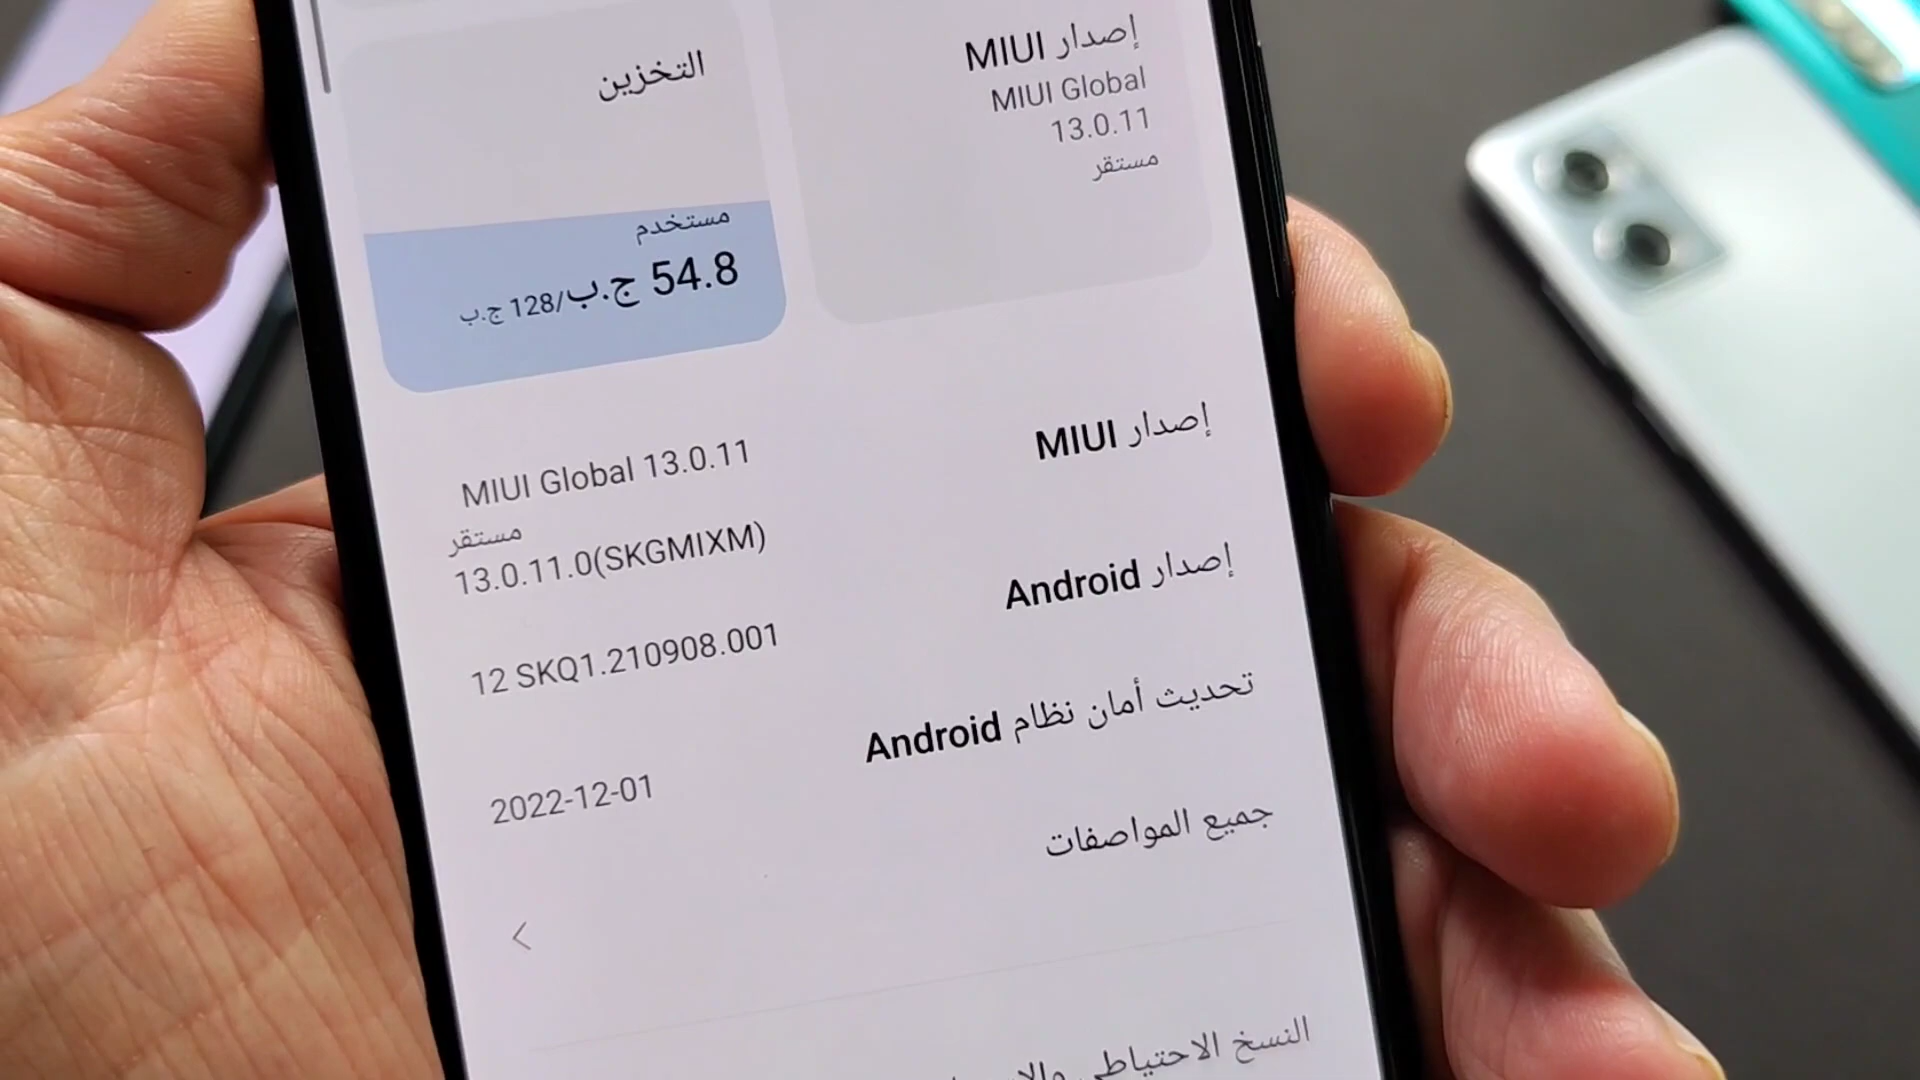 إصدار MIUI
MIUI Global
13.0.11
مستقر
التخزين
مستخدم
54.8 ج.ب/128 ج.ب
إصدار MIUI
MIUI Global 13.0.11
مستقر
13.0.11.0(SKGMIXM)
إصدار Android
12 SKQ1.210908.001
تحديث أمان نظام Android
2022-12-01
جميع المواصفات
النسخ الاحتياطي